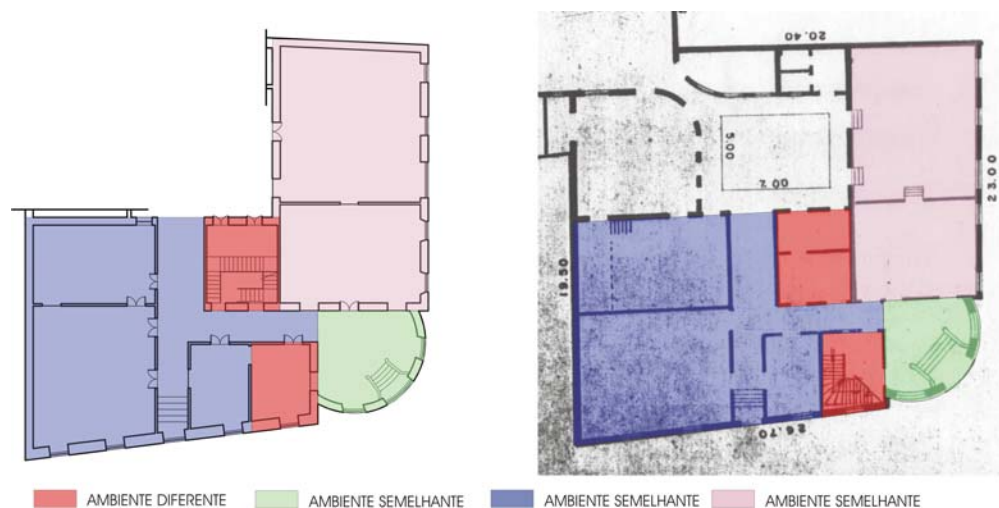 20.40
5.00
7.00
23.00
19.50
26.70
AMBIENTE DIFERENTE
AMBIENTE SEMELHANTE
AMBIENTE SEMELHANTE
AMBIENTE SEMELHANTE